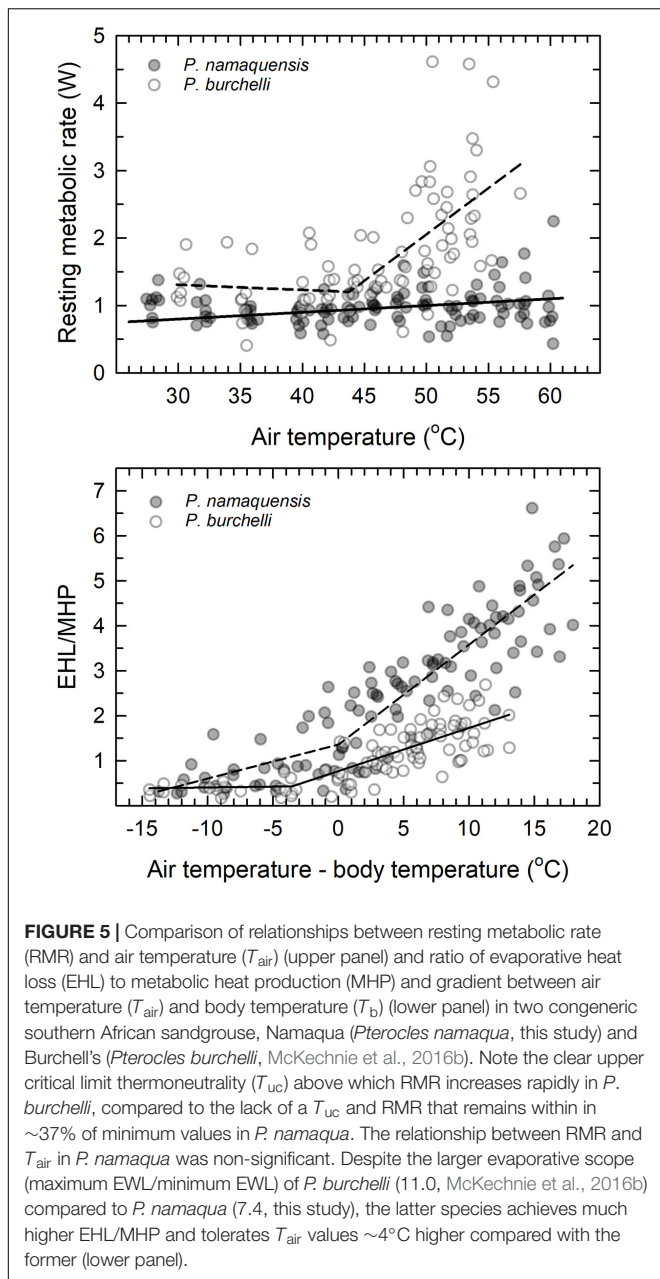 5
4
3
2
1
0
Resting metabolic rate (W)
P. namaquensis
P. burchelli
30 35 40 45 50 55 60
Air temperature (°C)
7
6
5
4
3
2
1
EHL/MHP
P. namaquensis
P. burchelli
-15 -10 -5 0 5 10 15 20
Air temperature - body temperature (°C)
FIGURE 5 | Comparison of relationships between resting metabolic rate
(RMR) and air temperature (Tair) (upper panel) and ratio of evaporative heat
loss (EHL) to metabolic heat production (MHP) and gradient between air
temperature (Tair) and body temperature (Tb) (lower panel) in two congeneric
southern African sandgrouse, Namaqua (Pterocles namaqua, this study) and
Burchell's (Pterocles burchelli, McKechnie et al., 2016b). Note the clear upper
critical limit thermoneutrality (Tuc) above which RMR increases rapidly in P.
burchelli, compared to the lack of a Tuc and RMR that remains within in
~37% of minimum values in P. namaqua. The relationship between RMR and
Tair in P. namaqua was non-significant. Despite the larger evaporative scope
(maximum EWL/minimum EWL) of P. burchelli (11.0, McKechnie et al., 2016b)
compared to P. namaqua (7.4, this study), the latter species achieves much
higher EHL/MHP and tolerates Tair values ~4°C higher compared with the
former (lower panel).